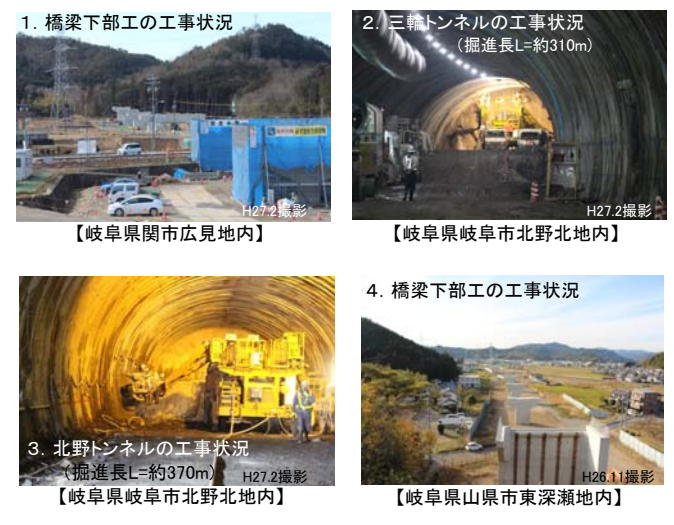 1．橋梁下部工の工事状況
H27.2撮影
【岐阜県関市広見地内】
2．三輪トンネルの工事状況
（掘進長L=約310m）
H27.2撮影
【岐阜県岐阜市北野北地内】
3．北野トンネルの工事状況
（掘進長L=約370m）
H27.2撮影
【岐阜県岐阜市北野北地内】
4．橋梁下部工の工事状況
H26.11撮影
【岐阜県山県市東深瀬地内】